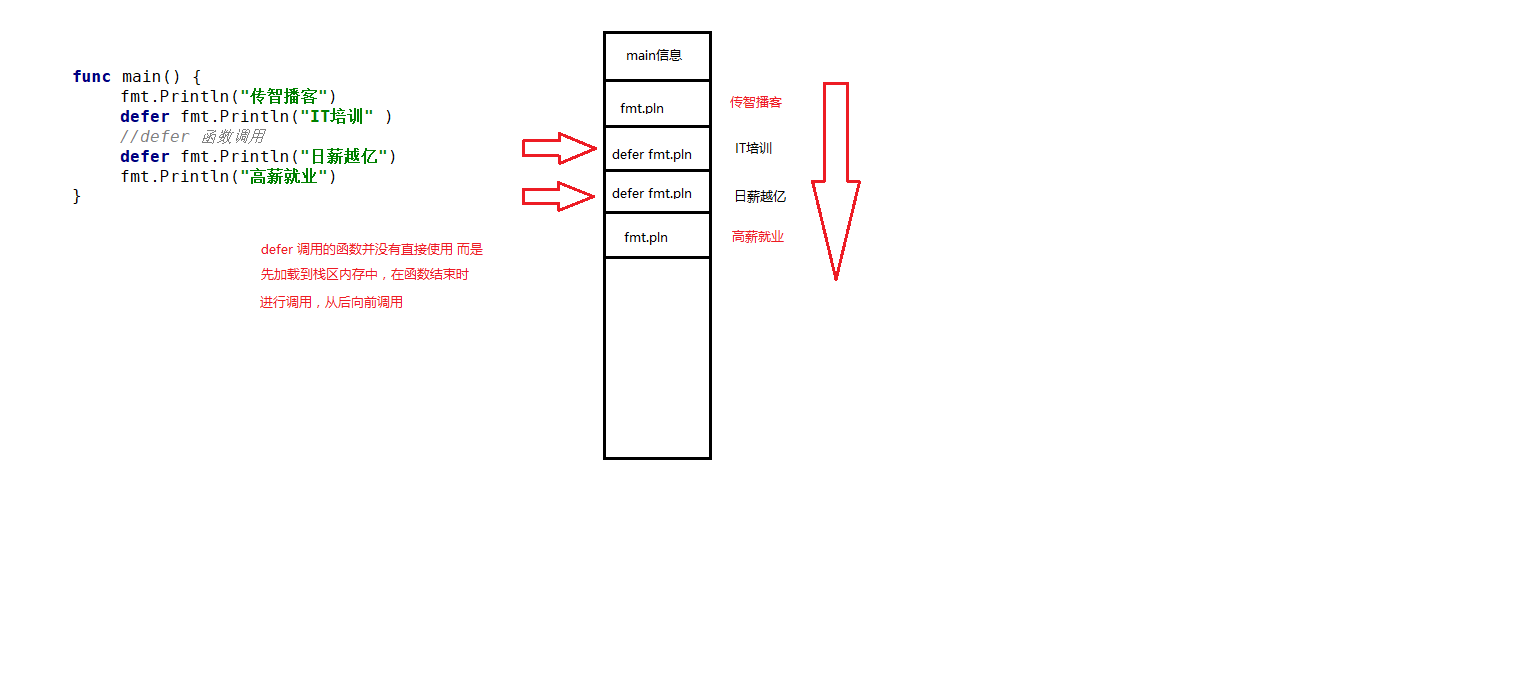 func main() {
fmt.Println("传智播客")
defer fmt.Println("IT培训" )
//defer 函数调用
defer fmt.Println("日薪越亿")
fmt.Println("高薪就业")
}
defer 调用的函数并没有直接使用 而是
先加载到栈区内存中，在函数结束时
进行调用，从后向前调用
main信息
fmt.pln
传智播客
defer fmt.pln
IT培训
defer fmt.pln
日薪越亿
fmt.pln
高薪就业